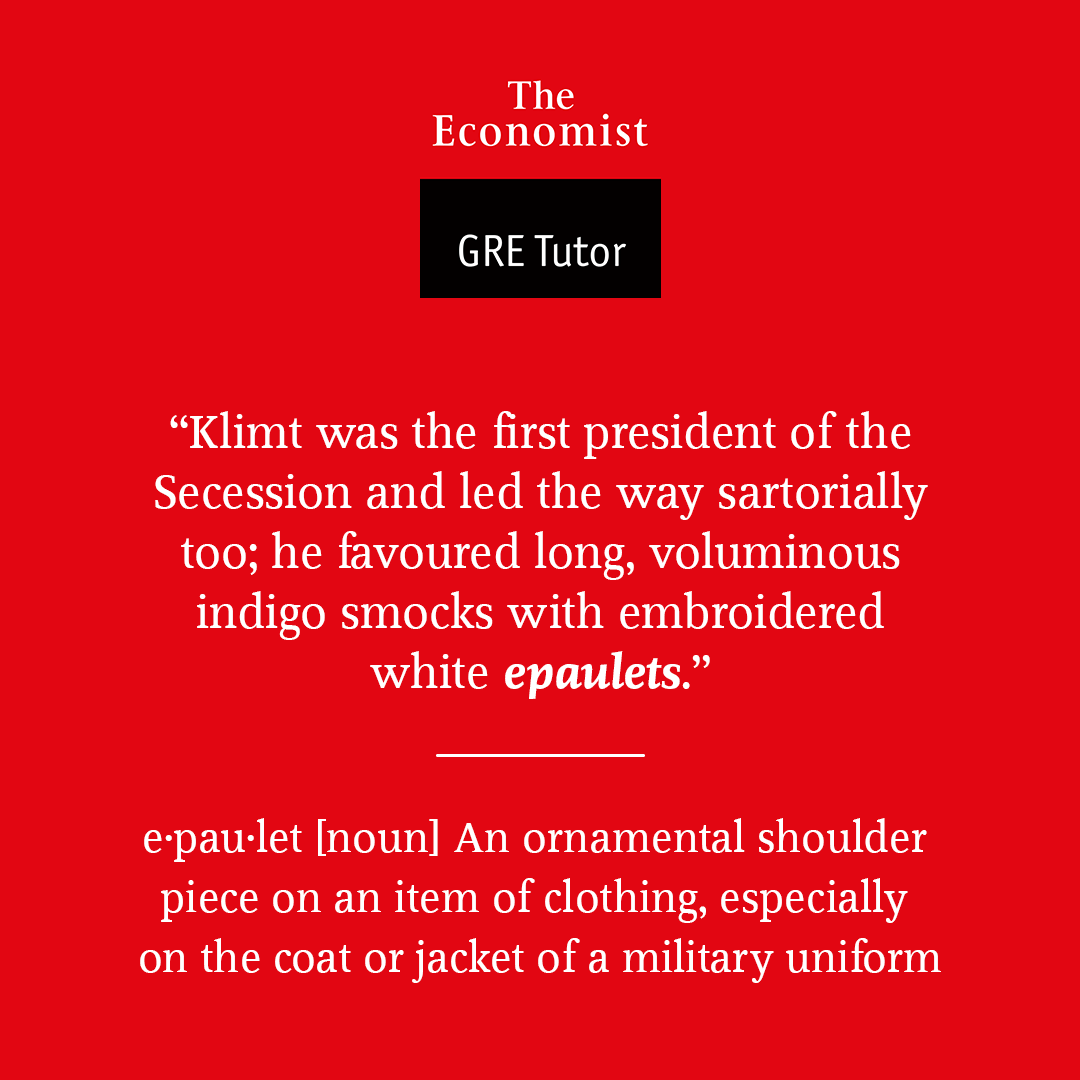 The
Economist
GRE Tutor
“Klimt was the first president of the
Secession and led the way sartorially
too; he favoured long, voluminous
indigo smocks with embroidered
white epaulets.”
e·pau·let [noun] An ornamental shoulder
piece on an item of clothing, especially
on the coat or jacket of a military uniform